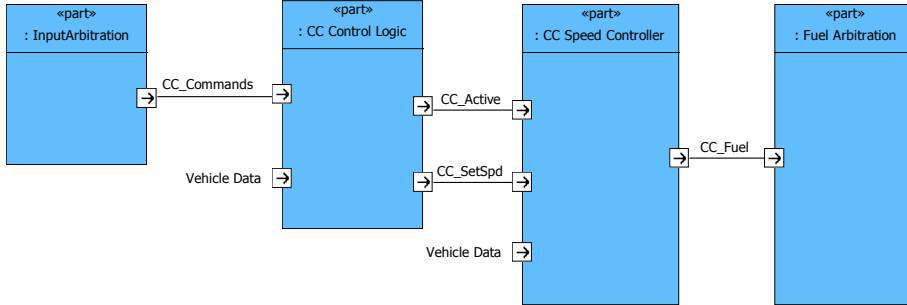 «part»
: InputArbitration
«part»
: CC Control Logic
«part»
: CC Speed Controller
«part»
: Fuel Arbitration
CC_Commands
CC_Active
CC_Fuel
Vehicle Data
CC_SetSpd
Vehicle Data